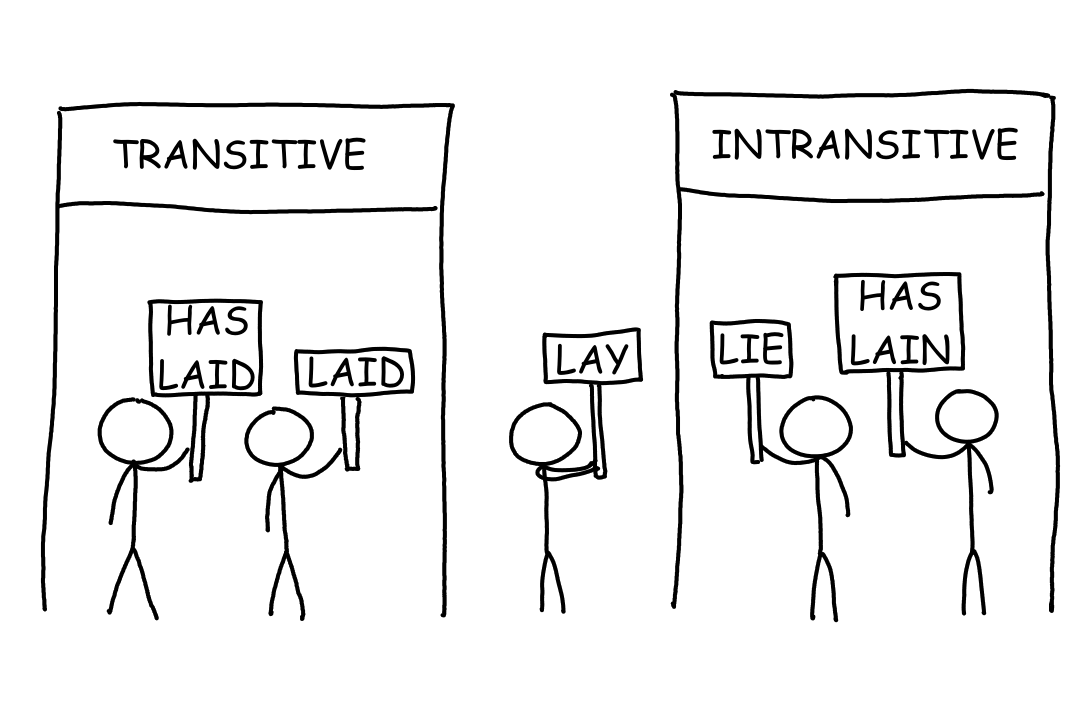 TRANSITIVE
INTRANSITIVE
HAS
LAID
LAID
LAY
LIE
HAS
LAIN